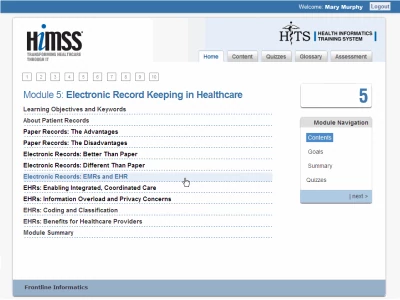 Welcome: Mary Murphy Logout
HIMSS
TRANSFORMING HEALTHCARE
THROUGH IT
HITS HEALTH INFORMATICS
TRAINING SYSTEM
Home Content Quizzes Glossary Assessment
1 2 3 4 5 6 7 8 9 10
Module 5: Electronic Record Keeping in Healthcare
Learning Objectives and Keywords
About Patient Records
Paper Records: The Advantages
Paper Records: The Disadvantages
Electronic Records: Better Than Paper
Electronic Records: Different Than Paper
Electronic Records: EMRs and EHR
EHRs: Enabling Integrated, Coordinated Care
EHRs: Information Overload and Privacy Concerns
EHRs: Coding and Classification
EHRs: Benefits for Healthcare Providers
Module Summary
5
Module Navigation
Contents
Goals
Summary
Quizzes
| next >
Frontline Informatics